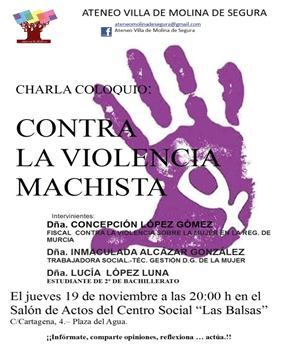 ATENEO VILLA DE MOLINA DE SEGURA
ateneomolinadesegura@gmail.com
Ateneo Villa de Molina de Segura
CHARLA COLOQUIO:
CONTRA
LA VIOLENCIA
MACHISTA
Intervinientes:
Dña. CONCEPCIÓN LÓPEZ GÓMEZ
FISCAL CONTRA LA VIOLENCIA SOBRE LA MUJER EN LA REG. DE
MURCIA
Dña. INMACULADA ALCÁZAR GONZÁLEZ
TRABAJADORA SOCIAL-TÉC. GESTIÓN D.G. DE LA MUJER
Dña. LUCÍA LÓPEZ LUNA
ESTUDIANTE DE 2º DE BACHILLERATO
El jueves 19 de noviembre a las 20:00 h en el
Salón de Actos del Centro Social “Las Balsas”
C/Cartagena, 4.– Plaza del Agua.
¡¡Infórmate, comparte opiniones, reflexiona … actúa.!!